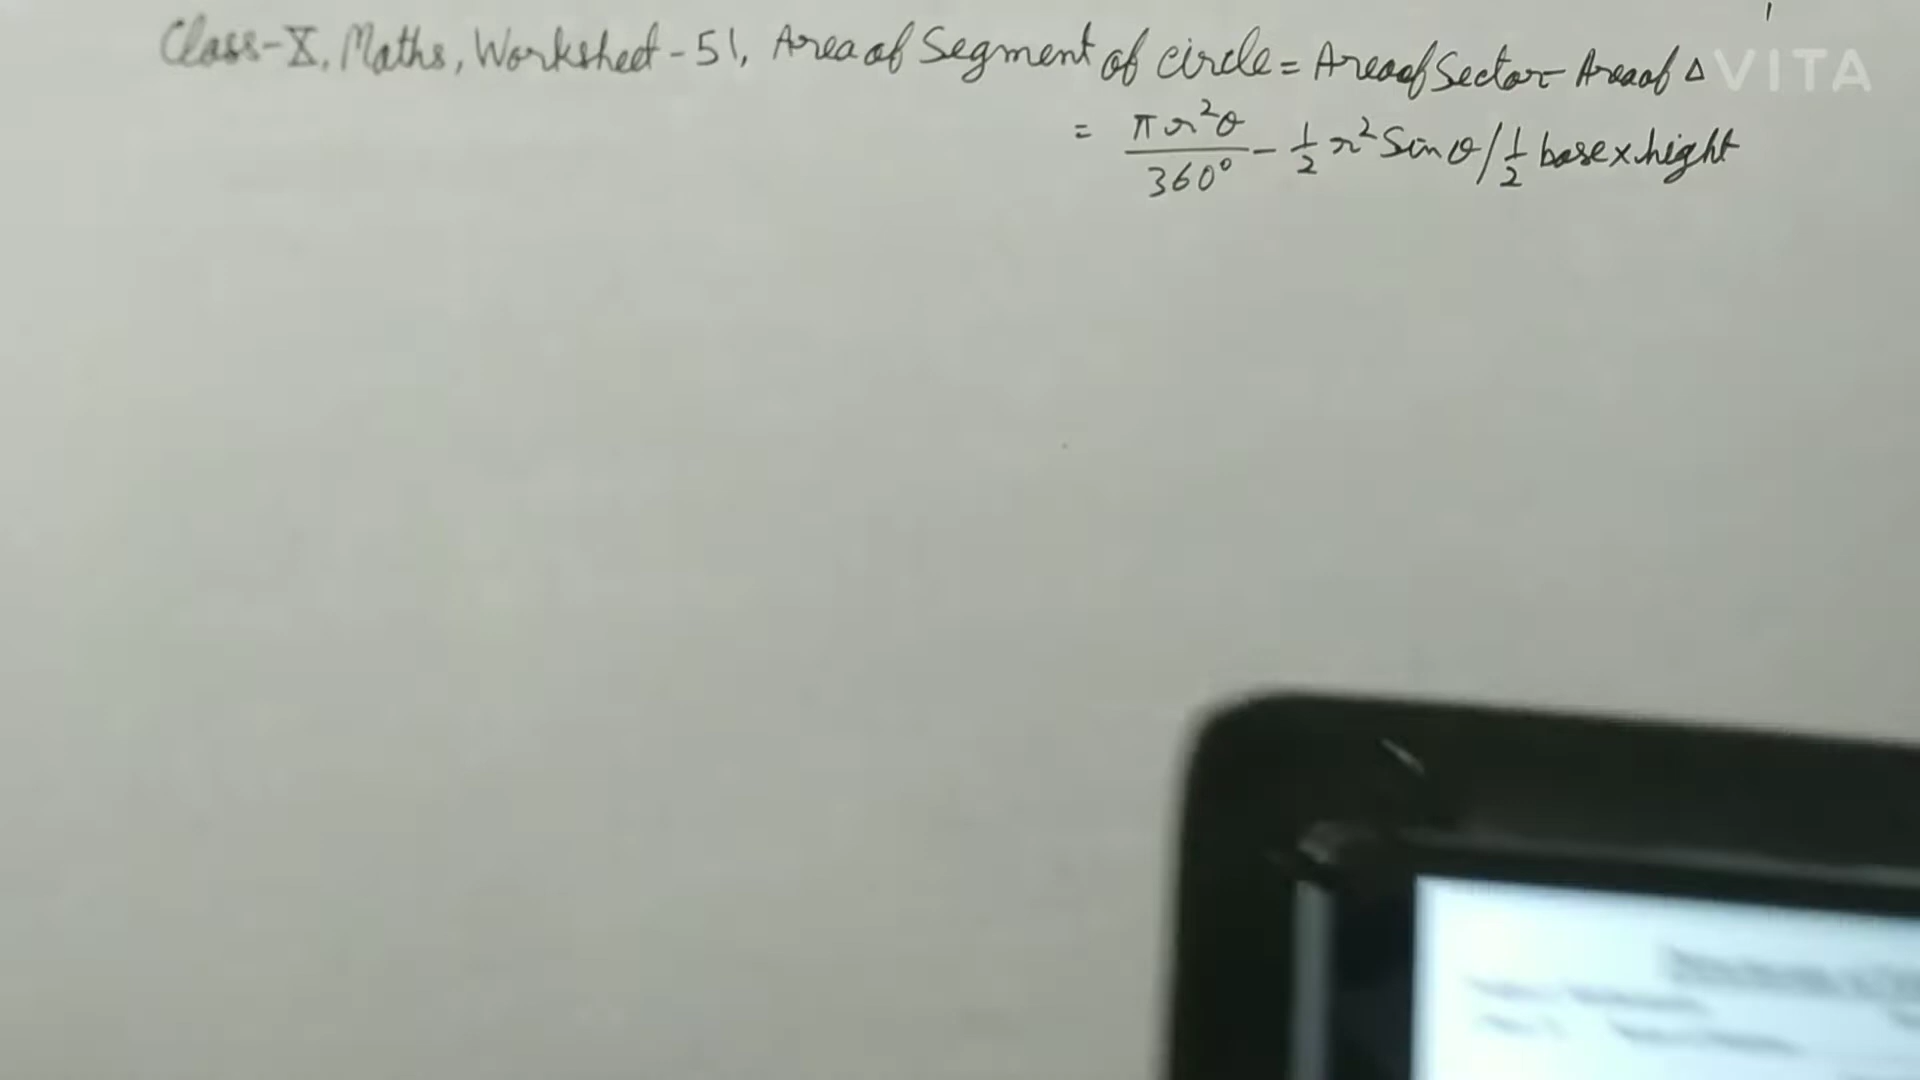 Class-X, Maths, Worksheet-51, Area of Segment of circle = Area of Sector - Area of Δ
VITA
= πr²θ/360° - 1/2 r² Sin θ / 1/2 base x hight